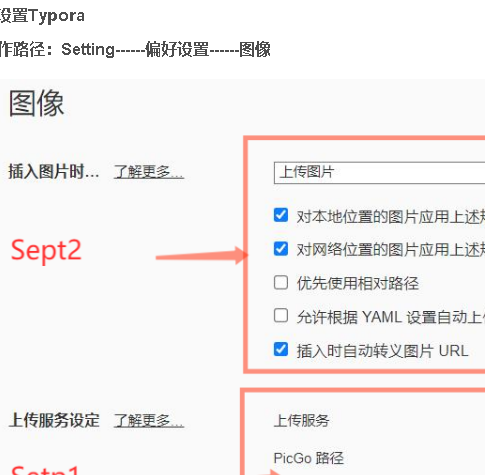 设置Typora
作路径：Setting------偏好设置------图像
图像
插入图片时... 了解更多... 上传图片
对本地位置的图片应用上述规
Sept2 对网络位置的图片应用上述规
优先使用相对路径
允许根据 YAML 设置自动上传
插入时自动转义图片 URL
上传服务设定 了解更多... 上传服务
PicGo 路径
Sept1